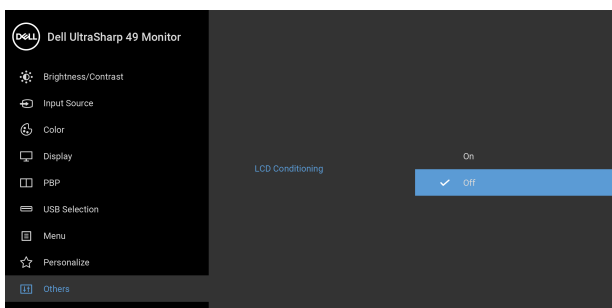 DELL Dell UltraSharp 49 Monitor
Brightness/Contrast
Input Source
Color
Display
PBP
USB Selection
Menu
Personalize
Others
LCD Conditioning
On
Off